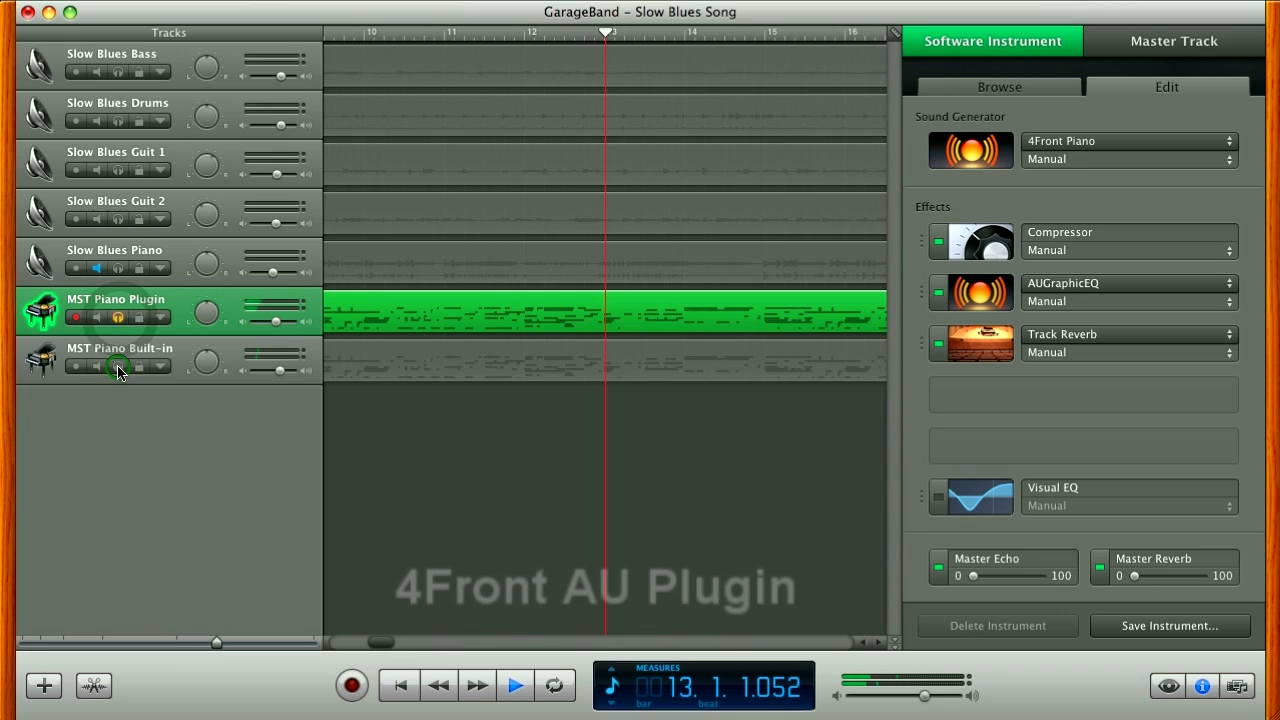 GarageBand - Slow Blues Song
Tracks
10
11
12
13
14
15
16
Slow Blues Bass
Slow Blues Drums
Slow Blues Guit 1
Slow Blues Guit 2
Slow Blues Piano
MST Piano Plugin
MST Piano Built-in
Software Instrument
Master Track
Browse
Edit
Sound Generator
4Front Piano
Manual
Effects
Compressor
Manual
AUGraphicEQ
Manual
Track Reverb
Manual
Visual EQ
Manual
Master Echo
0 100
Master Reverb
0 100
Delete Instrument
Save Instrument...
4Front AU Plugin
MEASURES
0013. 1. 1.052
bar beat